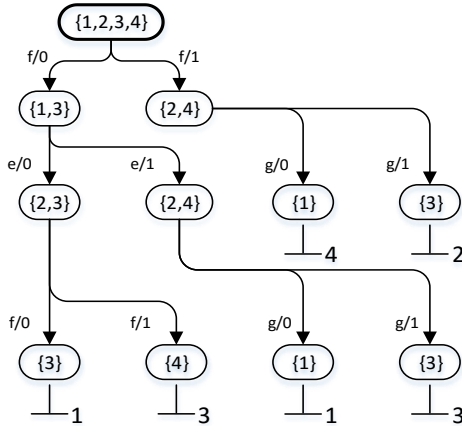 {1,2,3,4}
f/0 f/1
{1,3} {2,4}
e/0 e/1 g/0 g/1
{2,3} {2,4} {1} {3}
4 2
f/0 f/1 g/0 g/1
{3} {4} {1} {3}
1 3 1 3